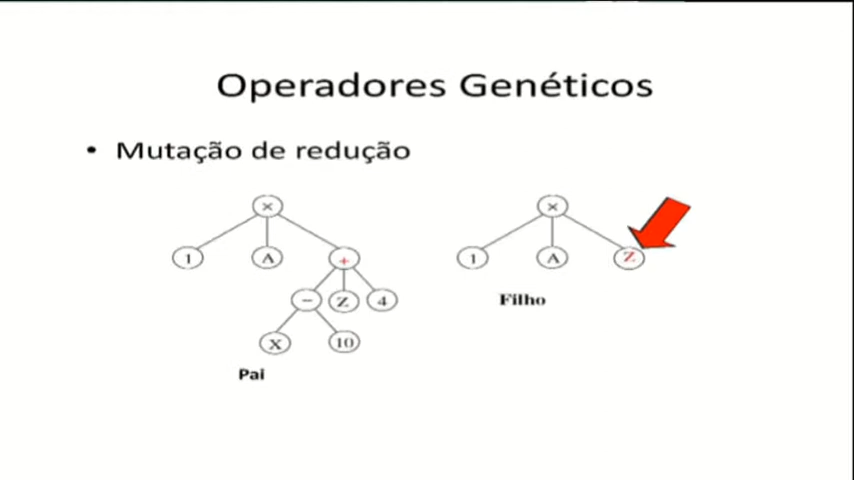 Operadores Genéticos
• Mutação de redução
× ×
1 A + 1 A Z
− Z 4 Filho
X 10
Pai